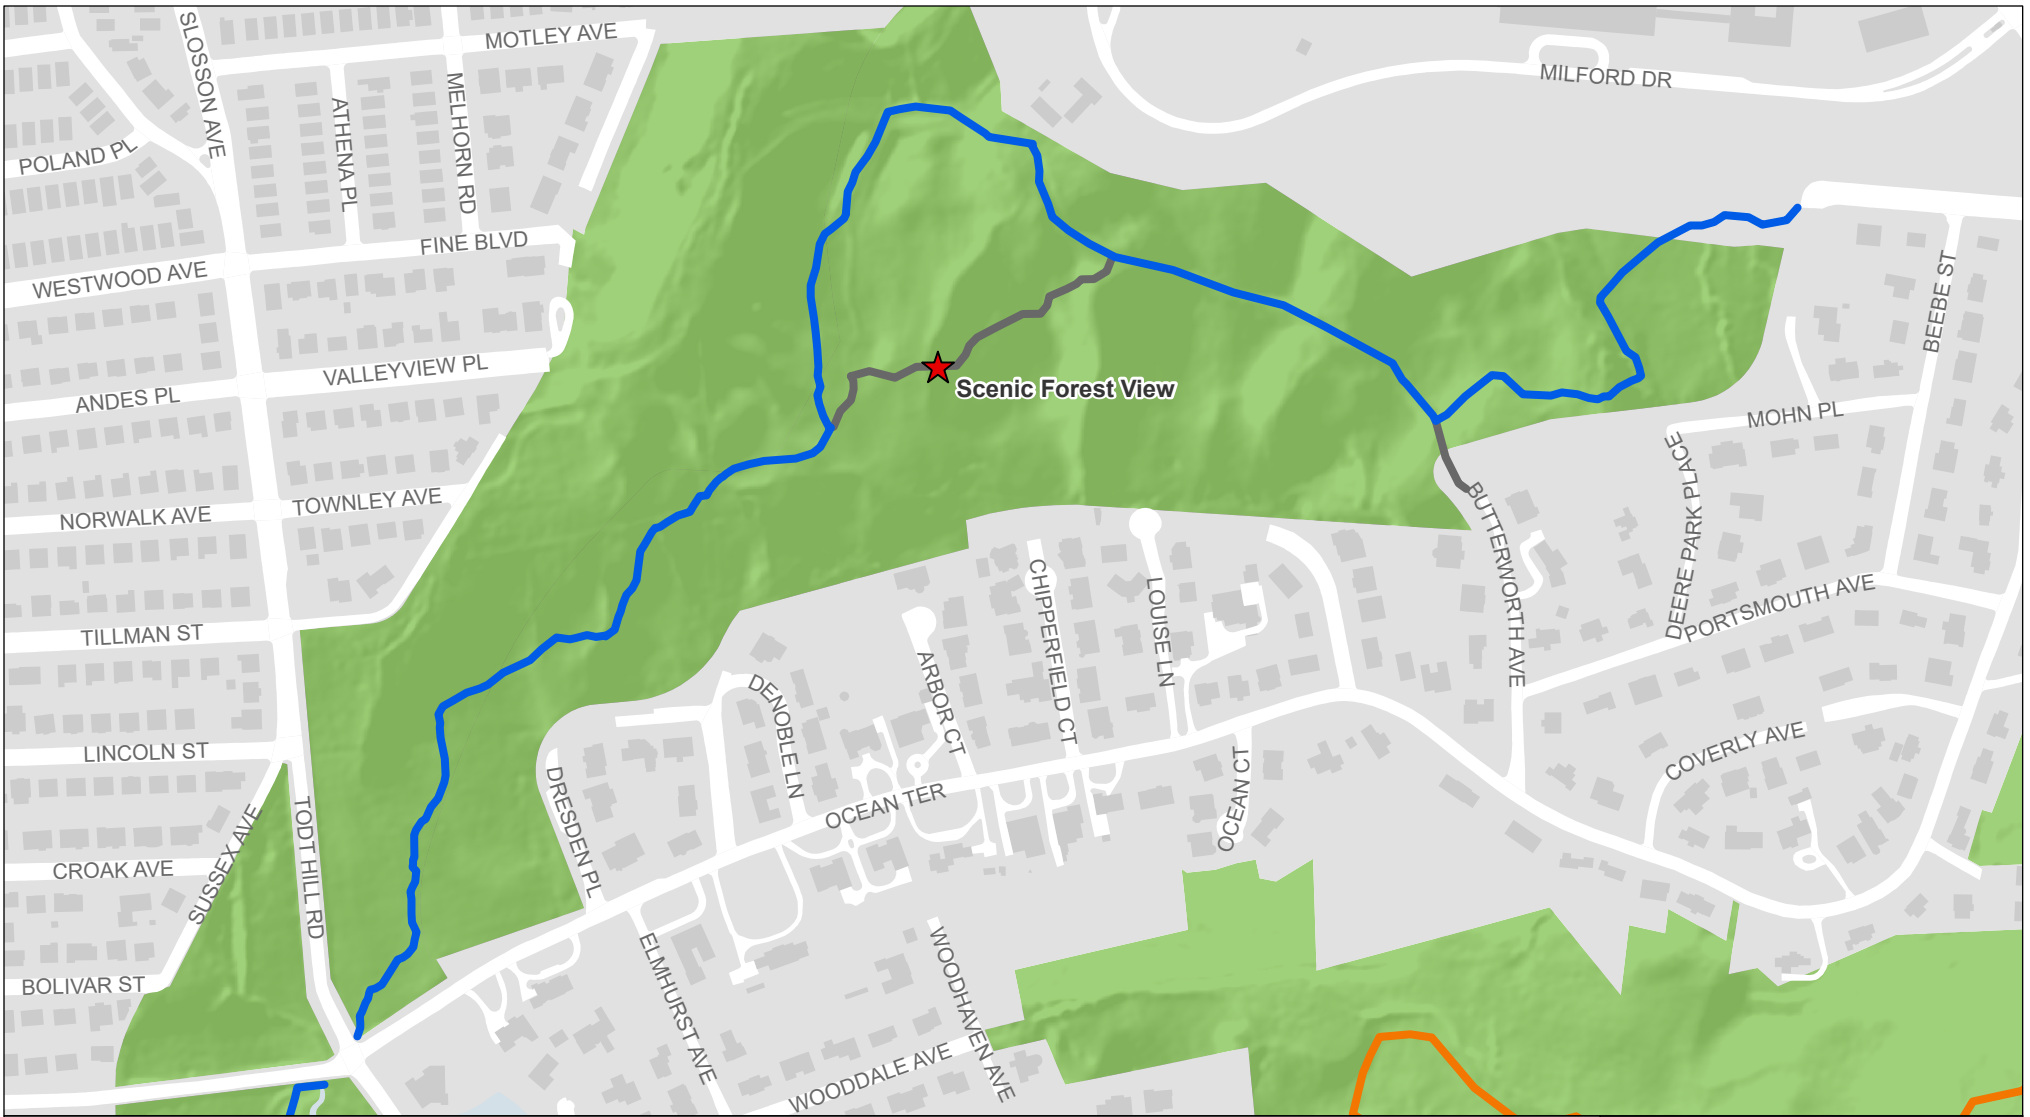 SLOSSON AVE
MOTLEY AVE
MILFORD DR
ATHENA PL
MELHORN RD
POLAND PL
FINE BLVD
WESTWOOD AVE
BEEBE ST
VALLEYVIEW PL
ANDES PL
Scenic Forest View
MOHN PL
TOWNLEY AVE
NORWALK AVE
DEERE PARK PLACE
BUTTERWORTH AVE
CHIPPERFIELD CT
LOUISE LN
PORTSMOUTH AVE
TILLMAN ST
ARBOR CT
DENOBLE LN
LINCOLN ST
COVERLY AVE
OCEAN CT
DRESDEN PL
OCEAN TER
SUSSEX AVE
TODT HILL RD
CROAK AVE
ELMHURST AVE
WOODHAVEN AVE
BOLIVAR ST
WOODDALE AVE